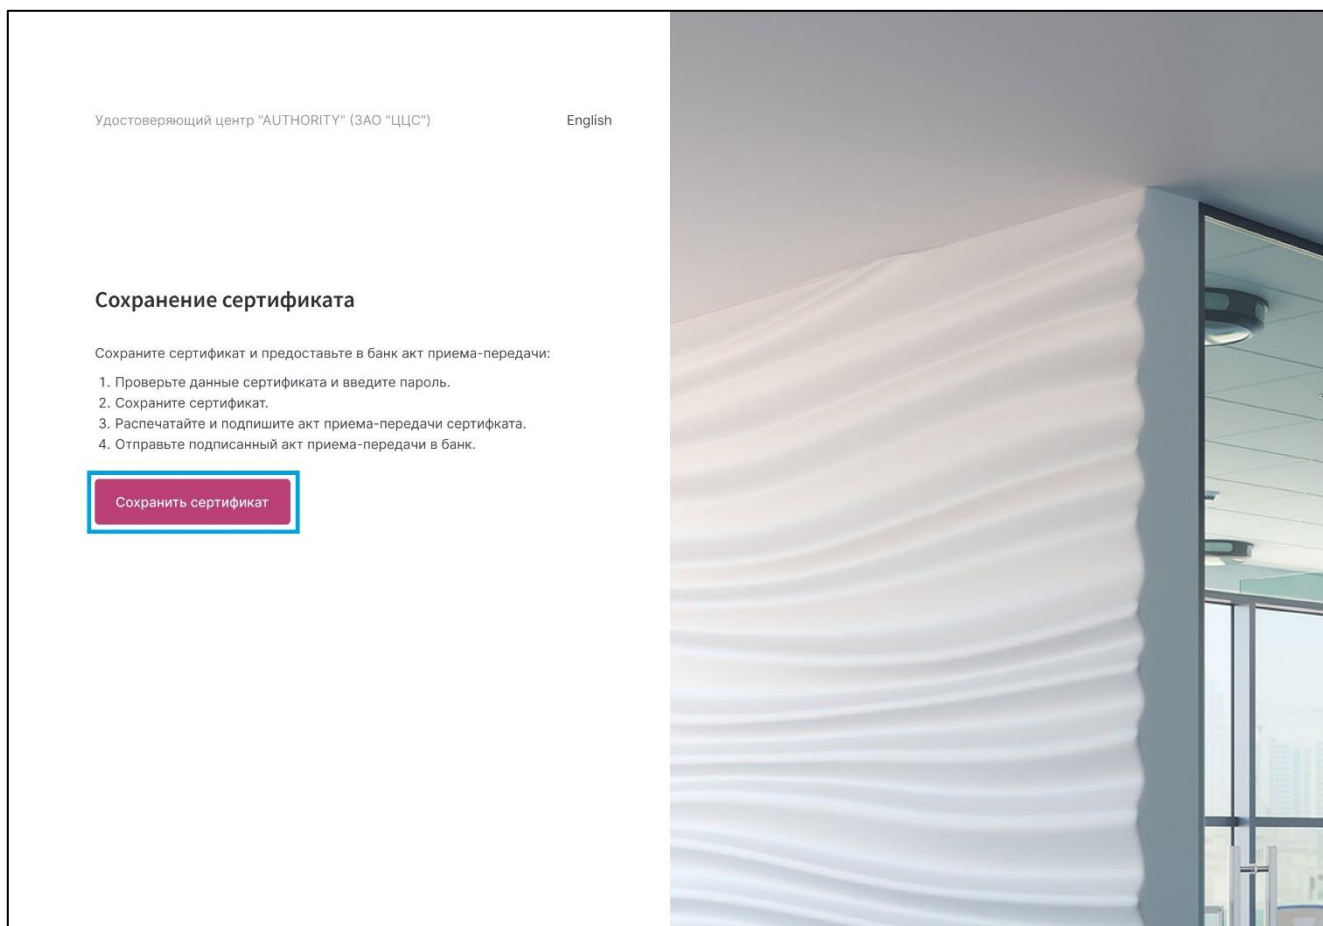 Удостоверяющий центр "AUTHORITY" (ЗАО "ЦЦС")
English
Сохранение сертификата
Сохраните сертификат и предоставьте в банк акт приема-передачи:
1. Проверьте данные сертификата и введите пароль.
2. Сохраните сертификат.
3. Распечатайте и подпишите акт приема-передачи сертифката.
4. Отправьте подписанный акт приема-передачи в банк.
Сохранить сертификат